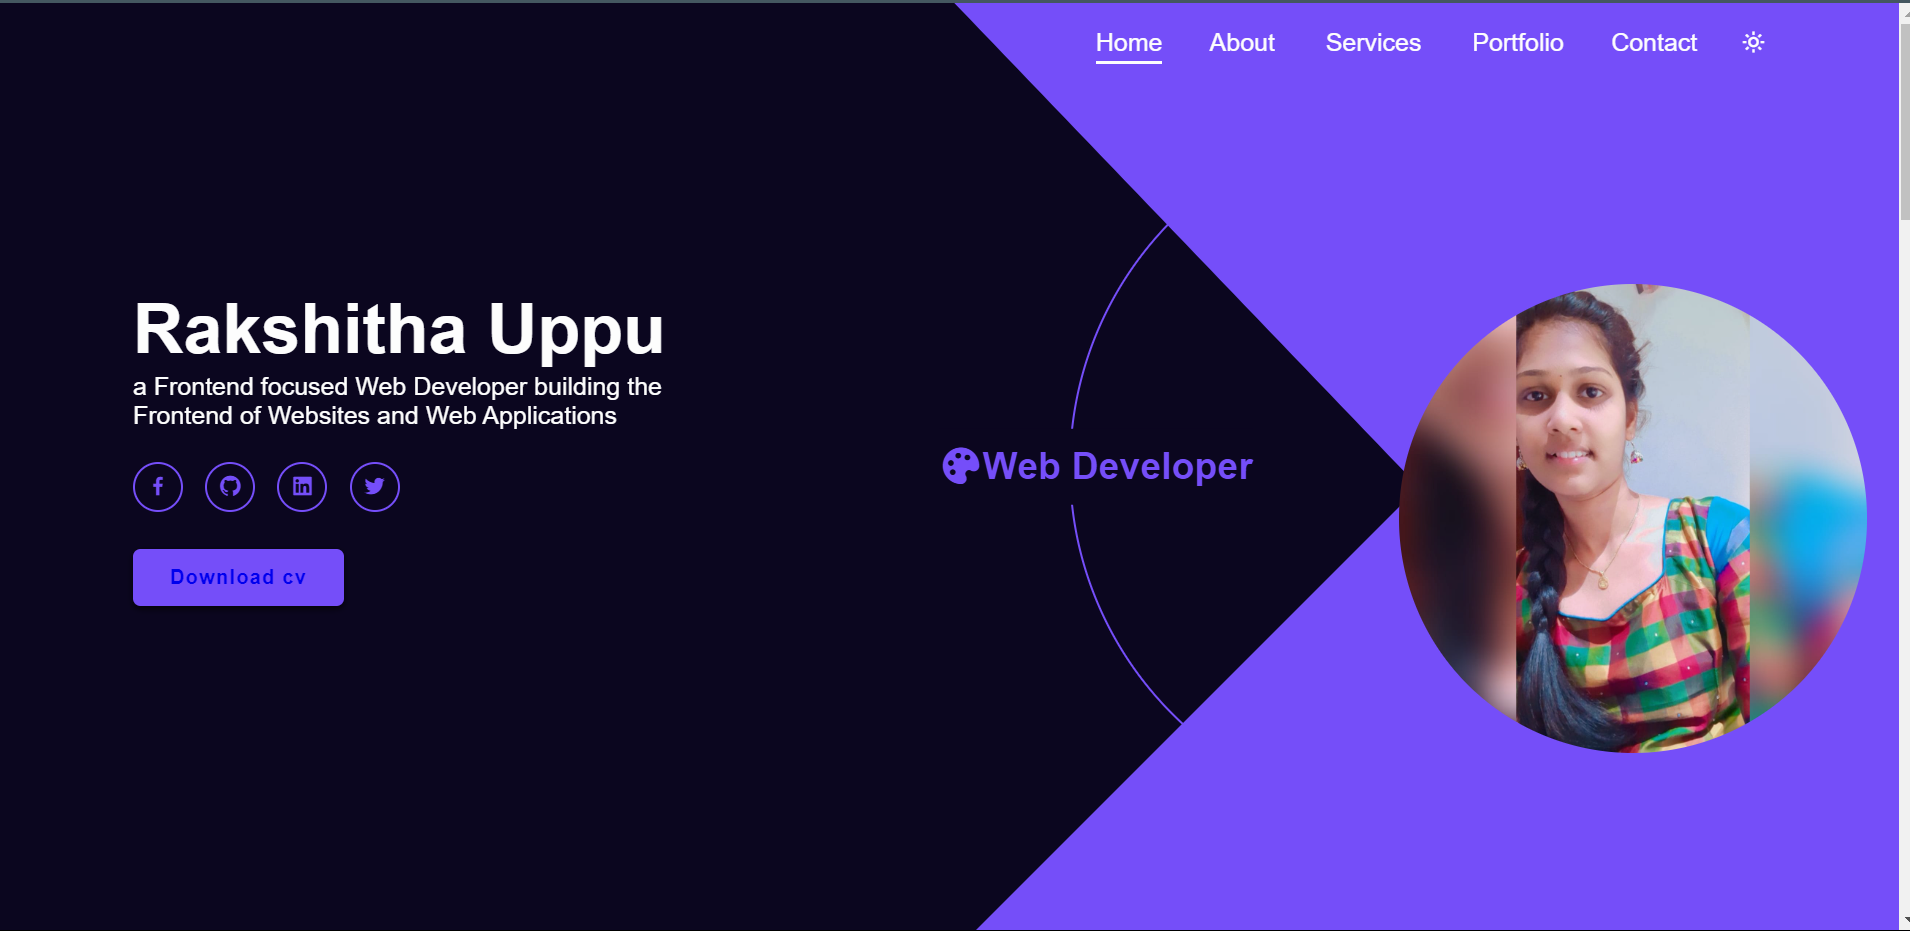 Home About Services Portfolio Contact
Rakshitha Uppu
a Frontend focused Web Developer building the
Frontend of Websites and Web Applications
Web Developer
Download cv